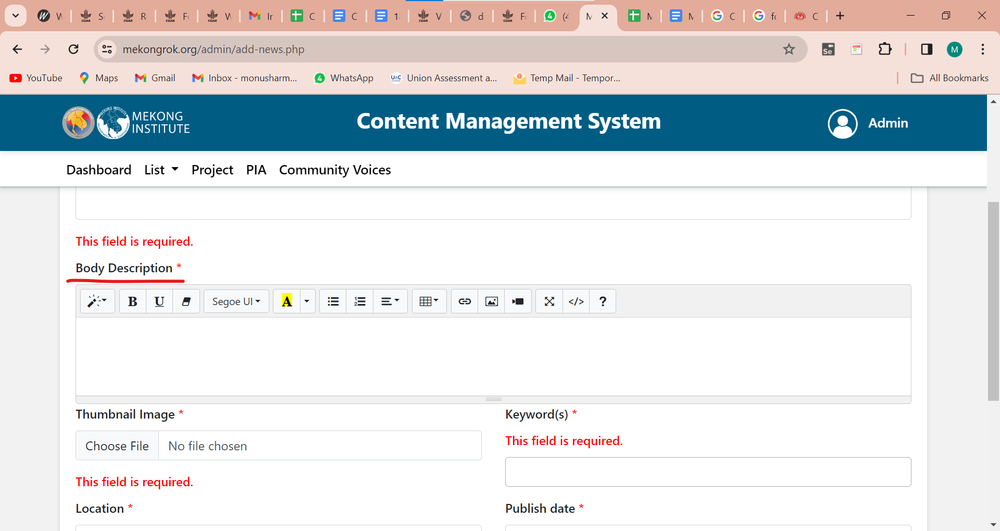 W S R F W Ir C C 1 V d F (4 M M M C f C
mekongrok.org/admin/add-news.php
Se
M
YouTube Maps Gmail Inbox - monusharm... WhatsApp UAC Union Assessment a... Temp Mail - Tempor... All Bookmarks
MEKONG
INSTITUTE
Content Management System
Admin
Dashboard List Project PIA Community Voices
This field is required.
Body Description *
B U Segoe UI A </> ?
Thumbnail Image * Keyword(s) *
This field is required.
Choose File No file chosen
This field is required.
Location * Publish date *